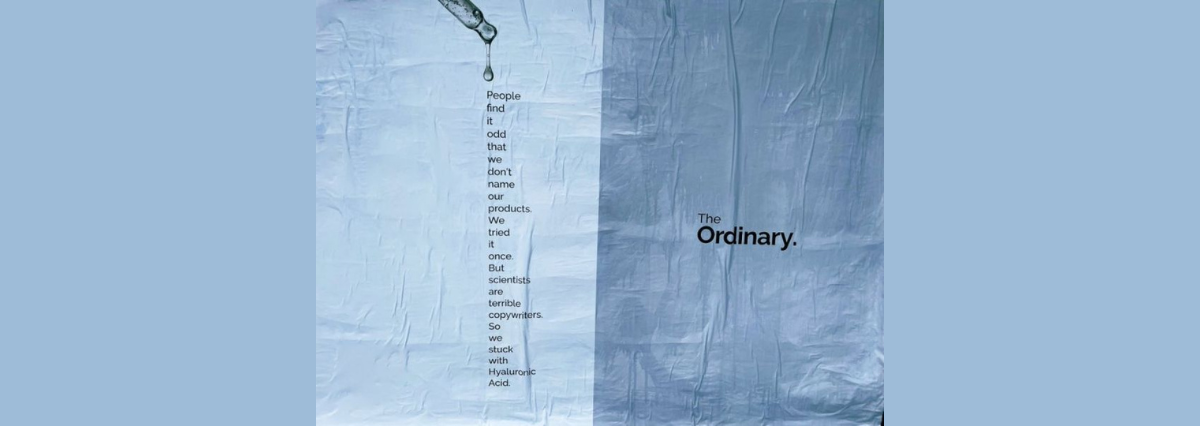 People
find
it
odd
that
we
don't
name
our
products.
We
tried
it
once.
But
scientists
are
terrible
copywriters.
So
we
stuck
with
Hyaluronic
Acid.
The
Ordinary.